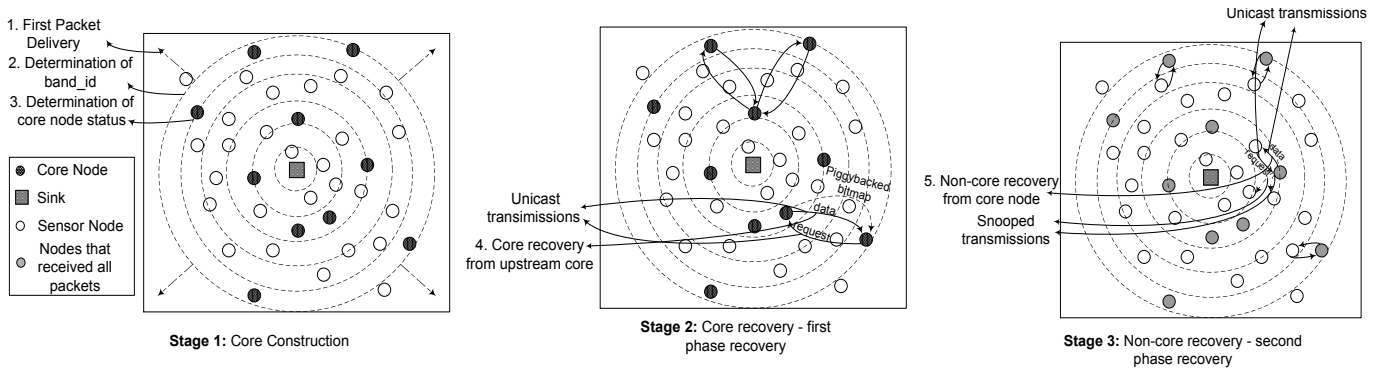 1. First Packet
Delivery
2. Determination of
band_id
3. Determination of
core node status
Core Node
Sink
Sensor Node
Nodes that
received all
packets
Stage 1: Core Construction
Unicast
transimissions
4. Core recovery
from upstream core
Piggybacked
bitmap
data
request
Stage 2: Core recovery - first
phase recovery
Unicast transmissions
data
request
5. Non-core recovery
from core node
Snooped
transmissions
Stage 3: Non-core recovery - second
phase recovery